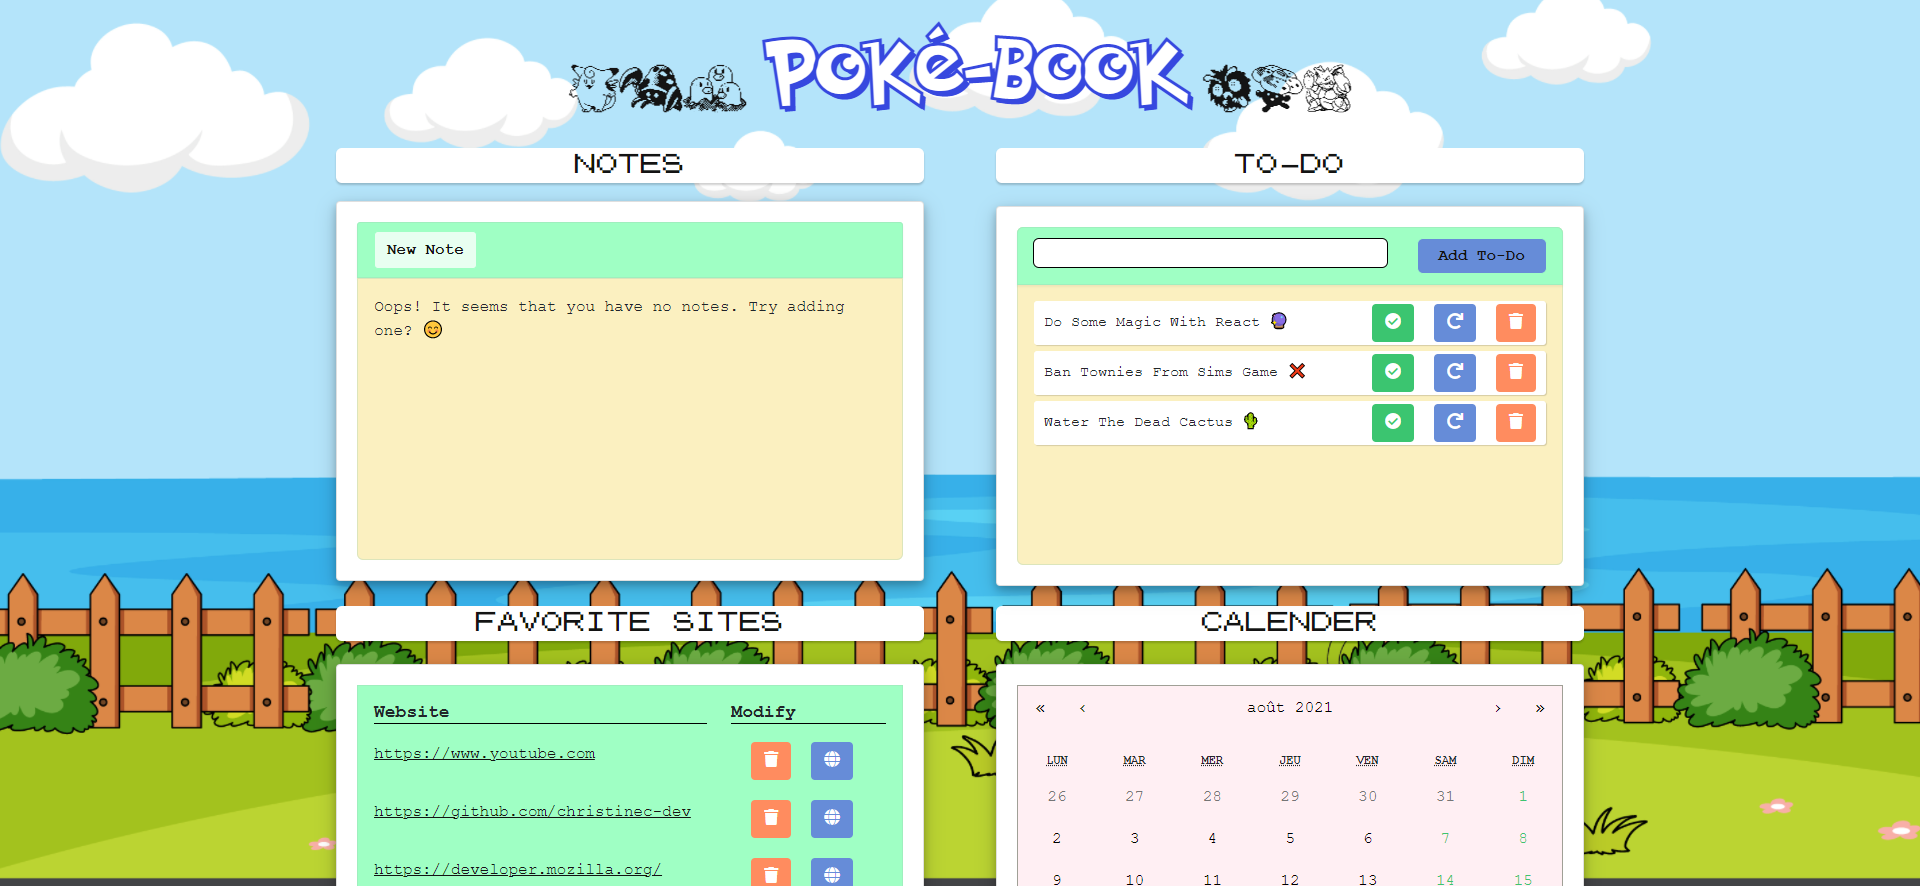 Poké-Book
NOTES
New Note
Oops! It seems that you have no notes. Try adding
one? 😊
TO-DO
Add To-Do
Do Some Magic With React 🔮
Ban Townies From Sims Game ❌
Water The Dead Cactus 🌵
FAVORITE SITES
Website Modify
https://www.youtube.com
https://github.com/christinec-dev
https://developer.mozilla.org/
CALENDER
« ‹ août 2021 › »
LUN MAR MER JEU VEN SAM DIM
26 27 28 29 30 31 1
2 3 4 5 6 7 8
9 10 11 12 13 14 15